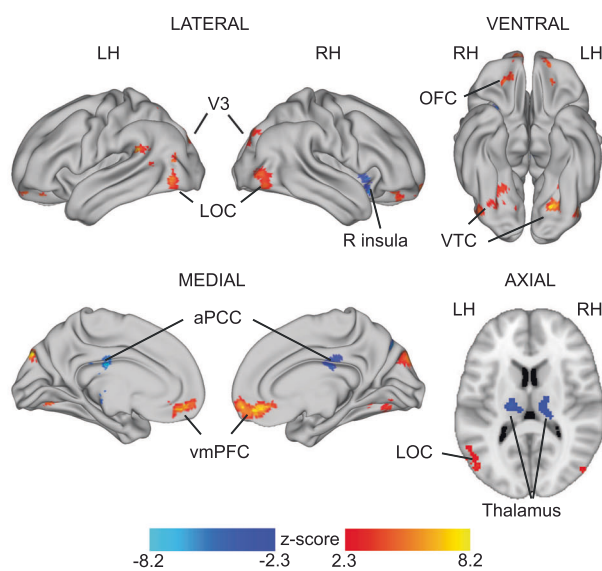 LATERAL
LH
RH
V3
LOC
R insula
VENTRAL
RH
LH
OFC
VTC
MEDIAL
aPCC
vmPFC
AXIAL
LH
RH
LOC
Thalamus
z-score
-8.2
-2.3
2.3
8.2